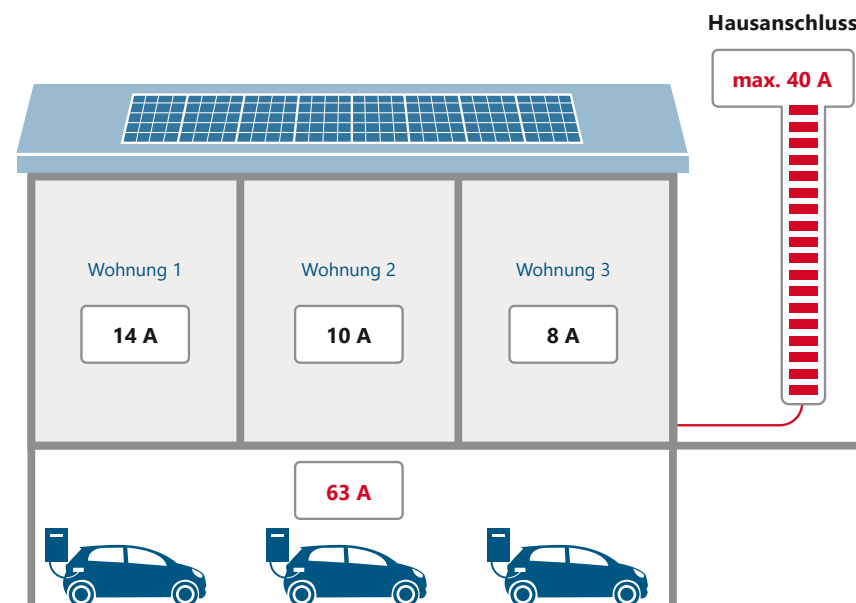 Hausanschluss
max. 40 A
Wohnung 1
Wohnung 2
Wohnung 3
14 A
10 A
8 A
63 A